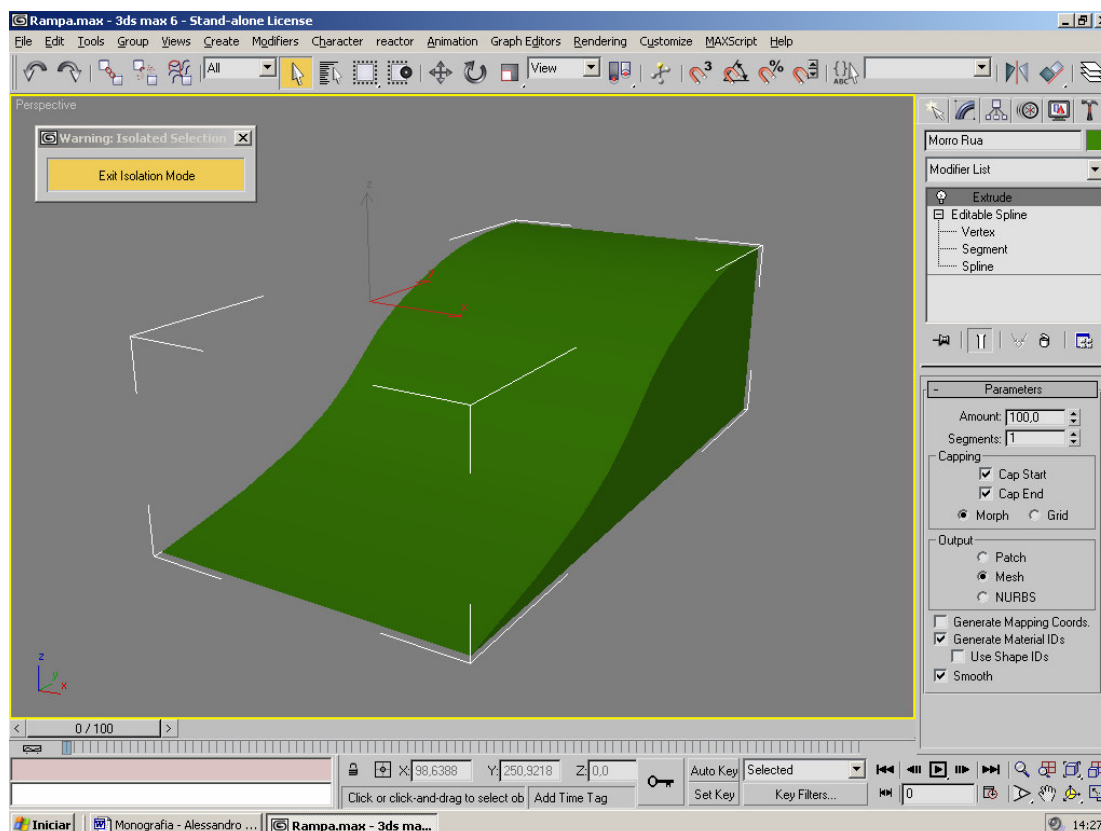 Rampa.max - 3ds max 6 - Stand-alone License
File Edit Tools Group Views Create Modifiers Character reactor Animation Graph Editors Rendering Customize MAXScript Help
All
View
3
%
ABC
Perspective
Warning: Isolated Selection
Exit Isolation Mode
z
y
x
Morro Rua
Modifier List
Extrude
Editable Spline
Vertex
Segment
Spline
- Parameters
Amount: 100,0
Segments: 1
Capping
Cap Start
Cap End
Morph Grid
Output
Patch
Mesh
NURBS
Generate Mapping Coords.
Generate Material IDs
Use Shape IDs
Smooth
z
y
x
< 0 / 100 >
X: 98,6388 Y: 250,9218 Z: 0,0
Auto Key Selected
Click or click-and-drag to select ob Add Time Tag
Set Key Key Filters... 0
Iniciar Monografia - Alessandro ... Rampa.max - 3ds ma... 14:27